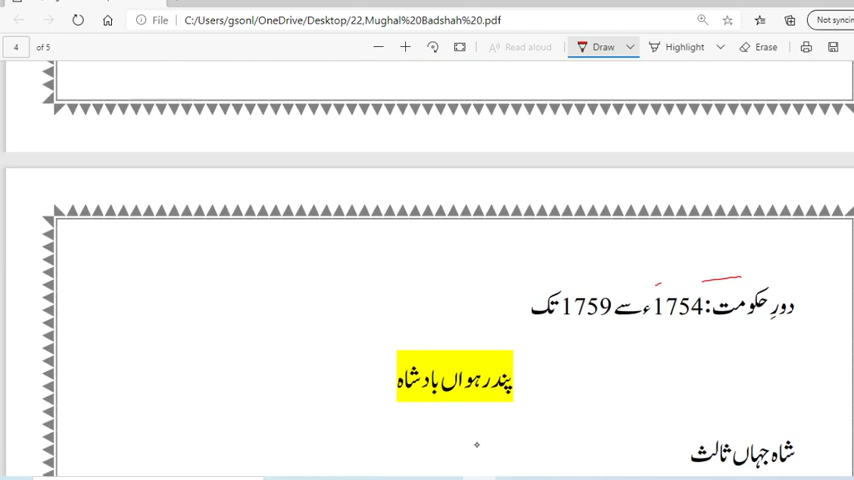 File
C:/Users/gsonl/OneDrive/Desktop/22,Mughal%20Badshah%20.pdf
Not syncin
4 of 5
Read aloud
Draw
Highlight
Erase
دورِ حکومت: 1754ء سے 1759 تک
پندرہواں بادشاہ
شاہ جہاں ثالث